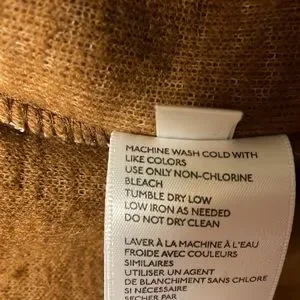 MACHINE WASH COLD WITH
LIKE COLORS
USE ONLY NON-CHLORINE
BLEACH
TUMBLE DRY LOW
LOW IRON AS NEEDED
DO NOT DRY CLEAN
LAVER À LA MACHINE À L'EAU
FROIDE AVEC COULEURS
SIMILAIRES
UTILISER UN AGENT
DE BLANCHIMENT SANS CHLORE
SI NÉCESSAIRE
SÉCHER PAR